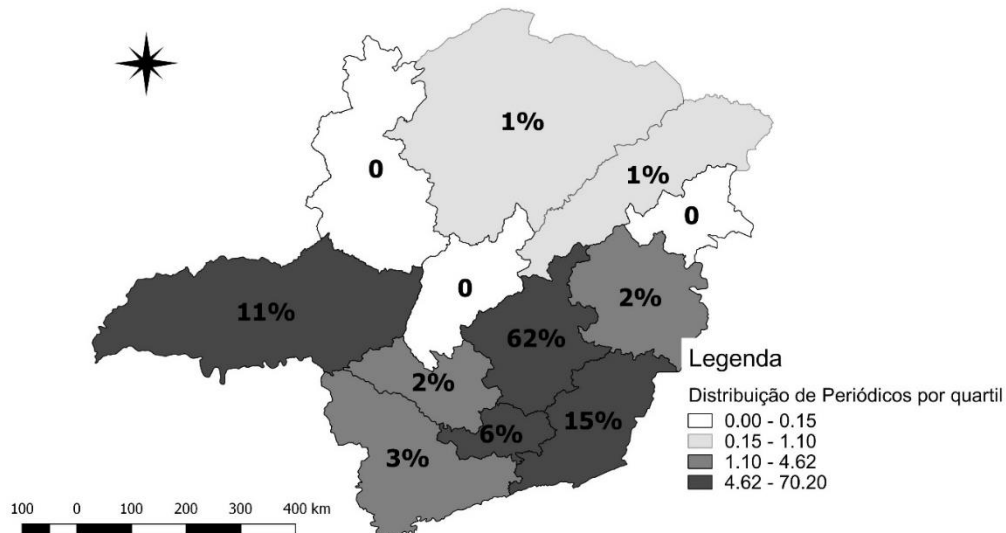 1%
0
1%
0
11%
0
2%
62%
2%
15%
6%
3%
Legenda
Distribuição de Periódicos por quartil
0.00 - 0.15
0.15 - 1.10
1.10 - 4.62
4.62 - 70.20
100 0 100 200 300 400 km